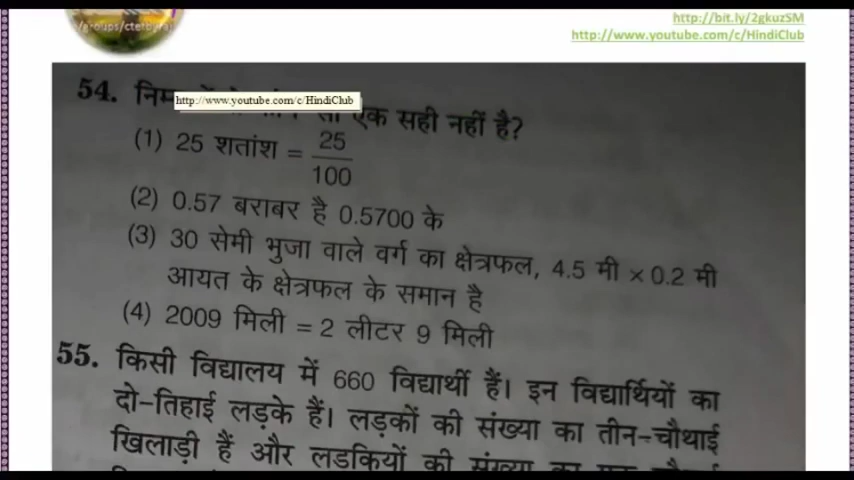 /groups/ctetby
http://bit.ly/2gkuzSM
http://www.youtube.com/c/HindiClub
http://www.youtube.com/c/HindiClub
54. एक सही नहीं है?
(1) 25 शतांश = 25/100
(2) 0.57 बराबर है 0.5700 के
(3) 30 सेमी भुजा वाले वर्ग का क्षेत्रफल, 4.5 मी × 0.2 मी
आयत के क्षेत्रफल के समान है
(4) 2009 मिली = 2 लीटर 9 मिली
55. किसी विद्यालय में 660 विद्यार्थी हैं। इन विद्यार्थियों का
दो-तिहाई लड़के हैं। लड़कों की संख्या का तीन-चौथाई
खिलाड़ी हैं और लडकियों की संख्या का